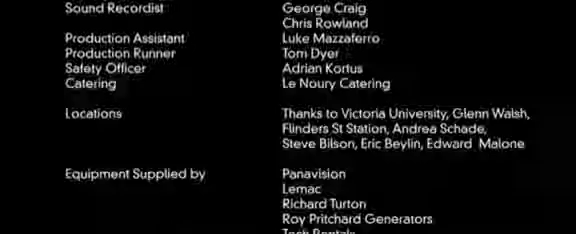 Sound Recordist George Craig
Chris Rowland
Production Assistant Luke Mazzaferro
Production Runner Tom Dyer
Safety Officer Adrian Kortus
Catering Le Noury Catering
Locations Thanks to Victoria University, Glenn Walsh,
Flinders St Station, Andrea Schade,
Steve Bilson, Eric Beylin, Edward Malone
Equipment Supplied by Panavision
Lemac
Richard Turton
Roy Pritchard Generators